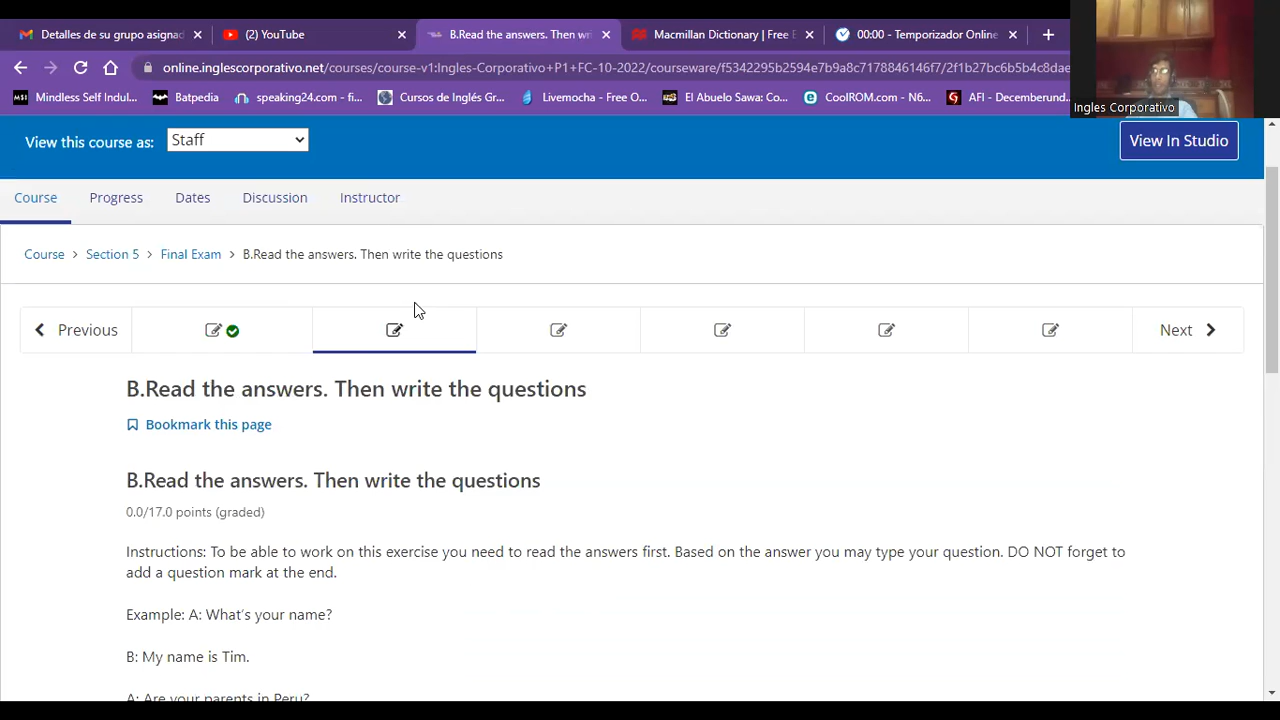 Detalles de su grupo asignad
(2) YouTube
B.Read the answers. Then wri
Macmillan Dictionary | Free E
00:00 - Temporizador Online
online.inglescorporativo.net/courses/course-v1:Ingles-Corporativo+P1+FC-10-2022/courseware/f5342295b2594e7b9a8c7178846146f7/2f1b27bc6b5b4c8dae
Mindless Self Indul...
Batpedia
speaking24.com - fi...
Cursos de Inglés Gr...
Livemocha - Free O...
El Abuelo Sawa: Co...
CoolROM.com - N6...
AFI - Decemberund...
Ingles Corporativo
View this course as:
Staff
View In Studio
Course
Progress
Dates
Discussion
Instructor
Course > Section 5 > Final Exam > B.Read the answers. Then write the questions
Previous
Next
B.Read the answers. Then write the questions
Bookmark this page
B.Read the answers. Then write the questions
0.0/17.0 points (graded)
Instructions: To be able to work on this exercise you need to read the answers first. Based on the answer you may type your question. DO NOT forget to
add a question mark at the end.
Example: A: What's your name?
B: My name is Tim.
A: Are your parents in Peru?